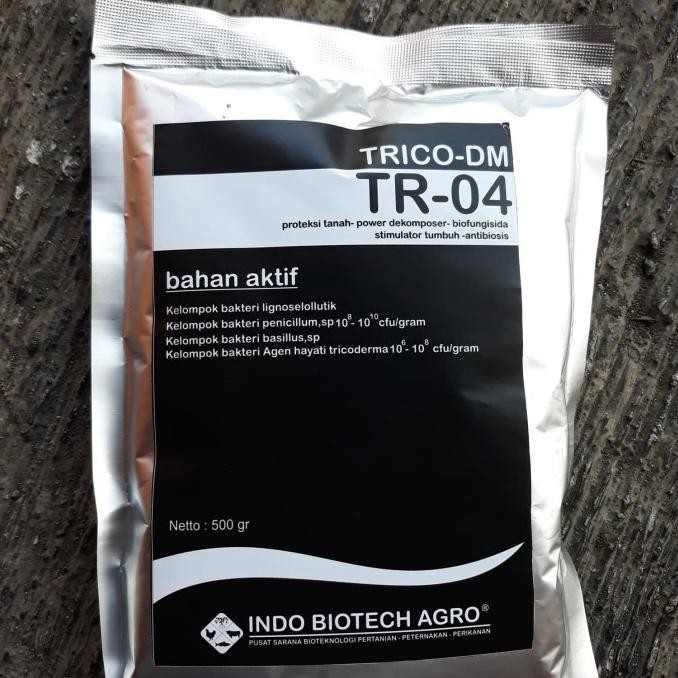 TRICO-DM
TR-04
proteksi tanah- power dekomposer- biofungisida
stimulator tumbuh -antibiosis
bahan aktif
Kelompok bakteri lignoselollutik
Kelompok bakteri penicillum,sp 10⁸- 10¹⁰ cfu/gram
Kelompok bakteri basillus,sp
Kelompok bakteri Agen hayati tricoderma 10⁶- 10⁸ cfu/gram
Netto : 500 gr
INDO BIOTECH AGRO®
PUSAT SARANA BIOTEKNOLOGI PERTANIAN - PETERNAKAN - PERIKANAN